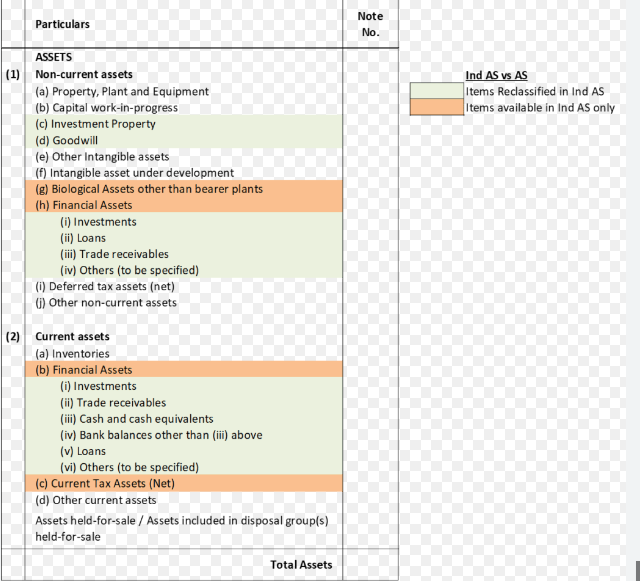 Particulars
Note
No.
ASSETS
(1) Non-current assets
(a) Property, Plant and Equipment
(b) Capital work-in-progress
(c) Investment Property
(d) Goodwill
(e) Other Intangible assets
(f) Intangible asset under development
(g) Biological Assets other than bearer plants
(h) Financial Assets
(i) Investments
(ii) Loans
(iii) Trade receivables
(iv) Others (to be specified)
(i) Deferred tax assets (net)
(j) Other non-current assets
(2) Current assets
(a) Inventories
(b) Financial Assets
(i) Investments
(ii) Trade receivables
(iii) Cash and cash equivalents
(iv) Bank balances other than (iii) above
(v) Loans
(vi) Others (to be specified)
(c) Current Tax Assets (Net)
(d) Other current assets
Assets held-for-sale / Assets included in disposal group(s)
held-for-sale
Total Assets
Ind AS vs AS
Items Reclassified in Ind AS
Items available in Ind AS only